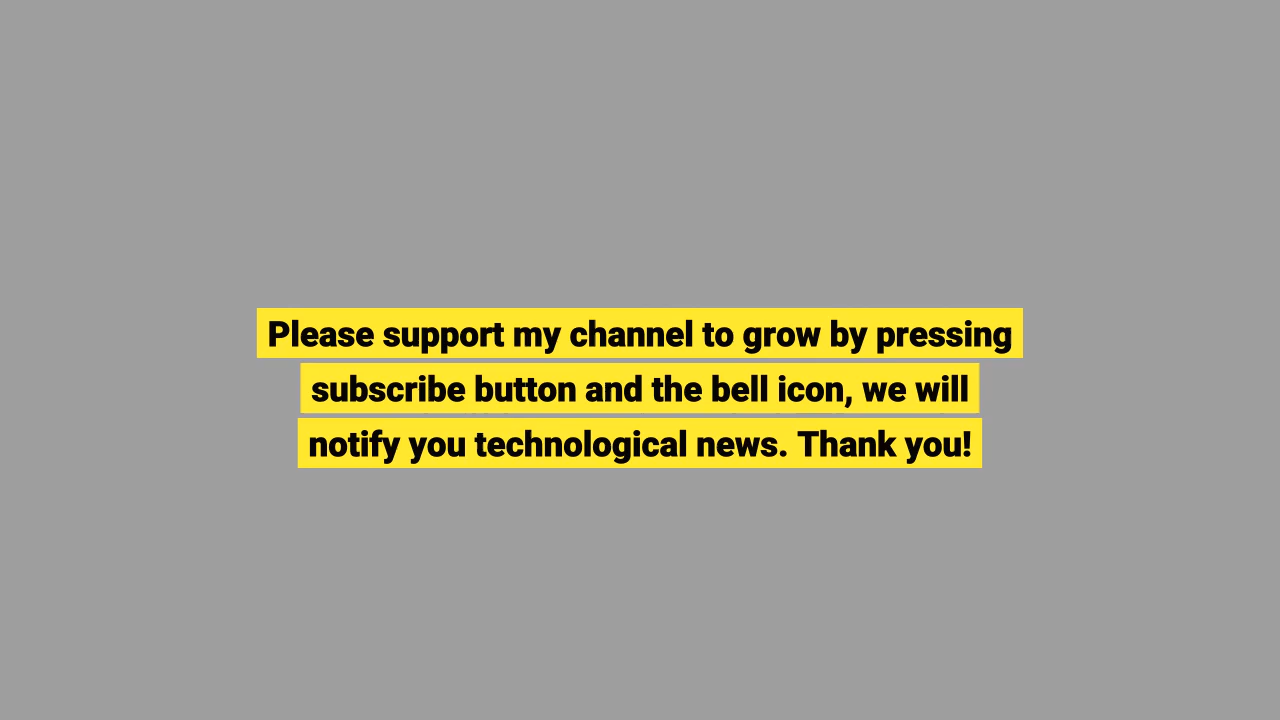 Please support my channel to grow by pressing
subscribe button and the bell icon, we will
notify you technological news. Thank you!